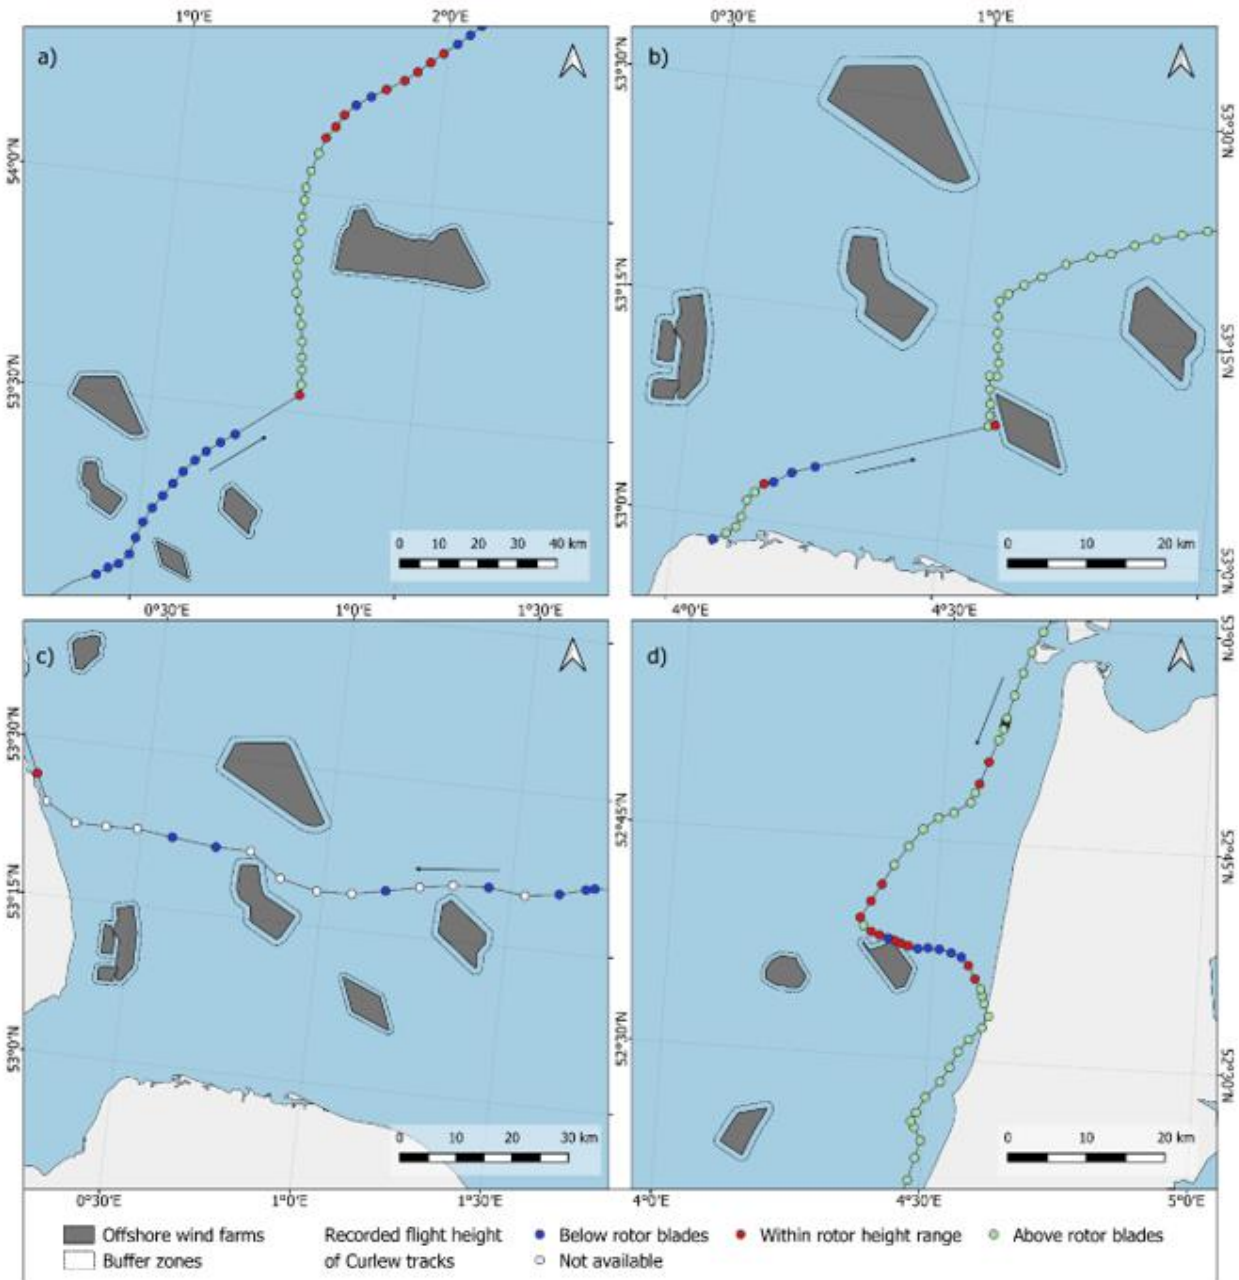 0°30'E 1°0'E
1°0'E 2°0'E
a)
b)
54°0'N
53°30'N
53°30'N
53°15'N
53°0'N
53°30'N
53°15'N
53°0'N
0 10 20 30 40 km
0 10 20 km
0°30'E 1°0'E 1°30'E
4°0'E 4°30'E
c)
d)
53°30'N
53°15'N
53°0'N
52°45'N
52°30'N
53°0'N
52°45'N
52°30'N
0 10 20 30 km
0 10 20 km
0°30'E 1°0'E 1°30'E
4°0'E 4°30'E 5°0'E
Offshore wind farms Recorded flight height Below rotor blades Within rotor height range Above rotor blades
Buffer zones of Curlew tracks Not available